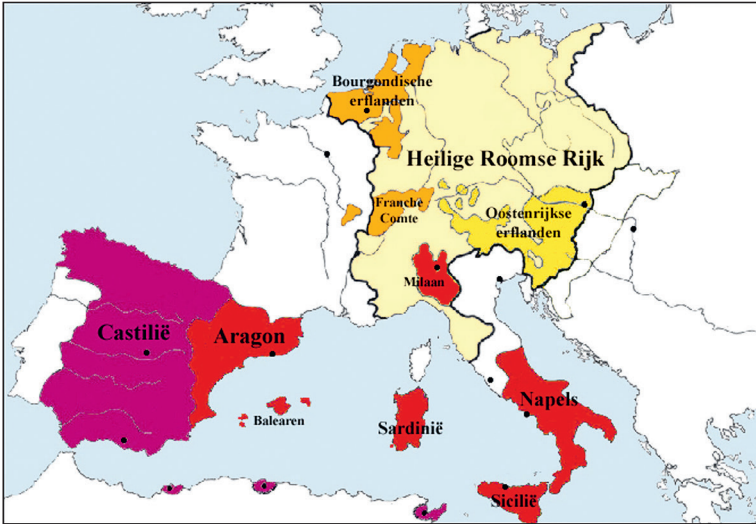 Bourgondische
erflanden
Heilige Roomse Rijk
Franche
Comte
Oostenrijkse
erflanden
Milaan
Castilië
Aragon
Balearen
Sardinië
Napels
Sicilië